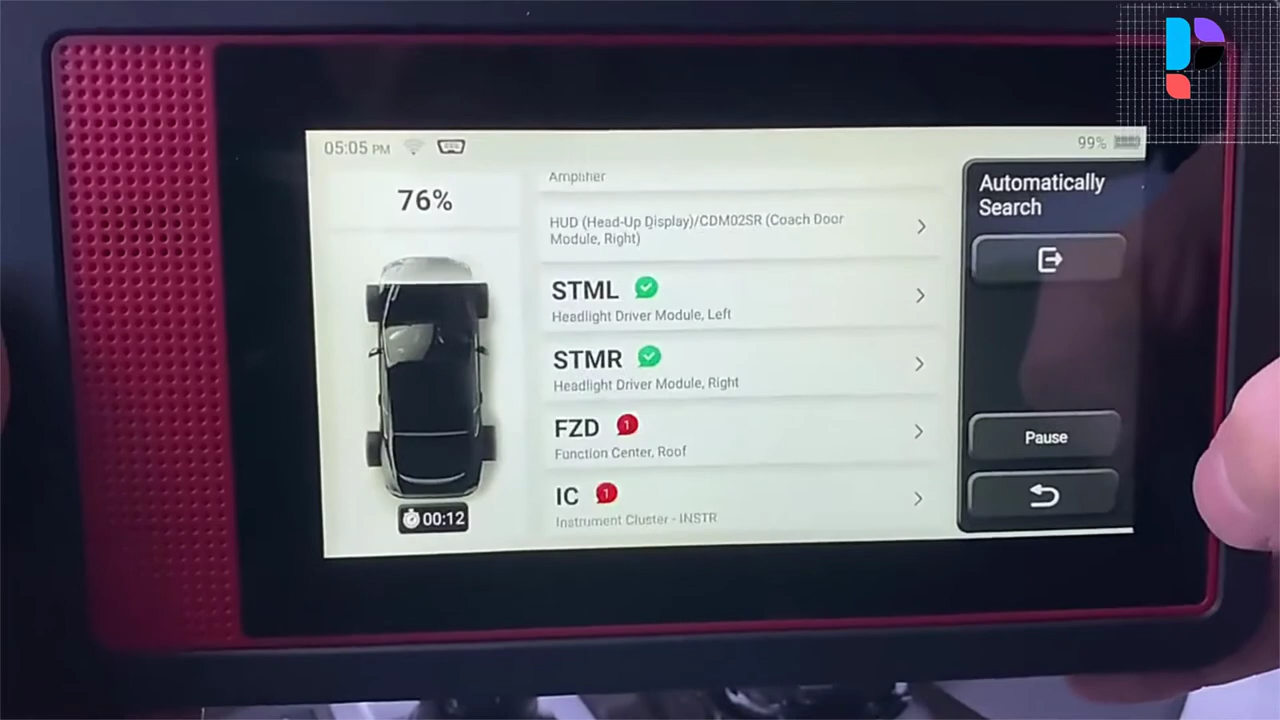 05:05 PM
99%
76%
00:12
Amplifier
HUD (Head-Up Display)/CDM02SR (Coach Door
Module, Right)
STML
Headlight Driver Module, Left
STMR
Headlight Driver Module, Right
FZD 1
Function Center, Roof
IC 1
Instrument Cluster - INSTR
Automatically
Search
Pause